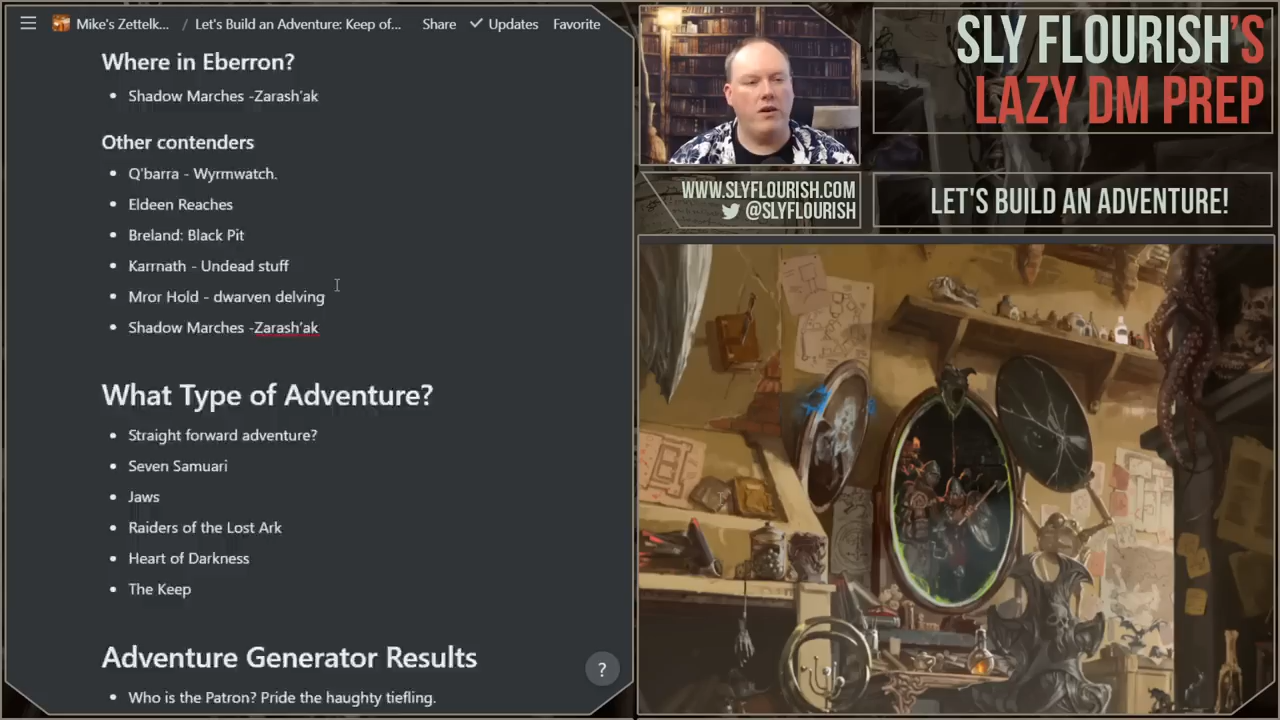 Mike's Zettelk... / Let's Build an Adventure: Keep of... Share Updates Favorite
Where in Eberron?
Shadow Marches -Zarash'ak
Other contenders
Q'barra - Wyrmwatch.
Eldeen Reaches
Breland: Black Pit
Karrnath - Undead stuff
Mror Hold - dwarven delving
Shadow Marches -Zarash'ak
What Type of Adventure?
Straight forward adventure?
Seven Samuari
Jaws
Raiders of the Lost Ark
Heart of Darkness
The Keep
Adventure Generator Results
?
Who is the Patron? Pride the haughty tiefling.
SLY FLOURISH'S
LAZY DM PREP
WWW.SLYFLOURISH.COM
@SLYFLOURISH
LET'S BUILD AN ADVENTURE!